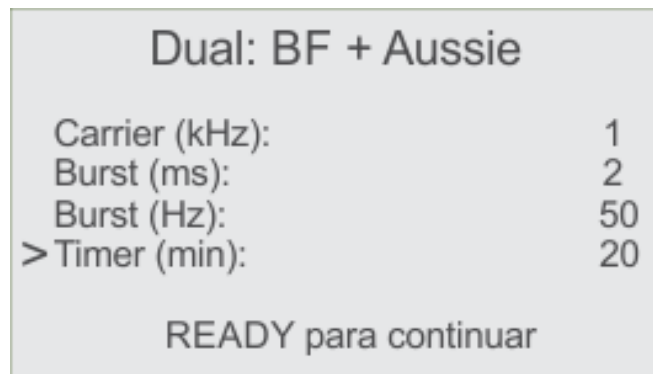 Dual: BF + Aussie
Carrier (kHz): 1
Burst (ms): 2
Burst (Hz): 50
> Timer (min): 20
READY para continuar